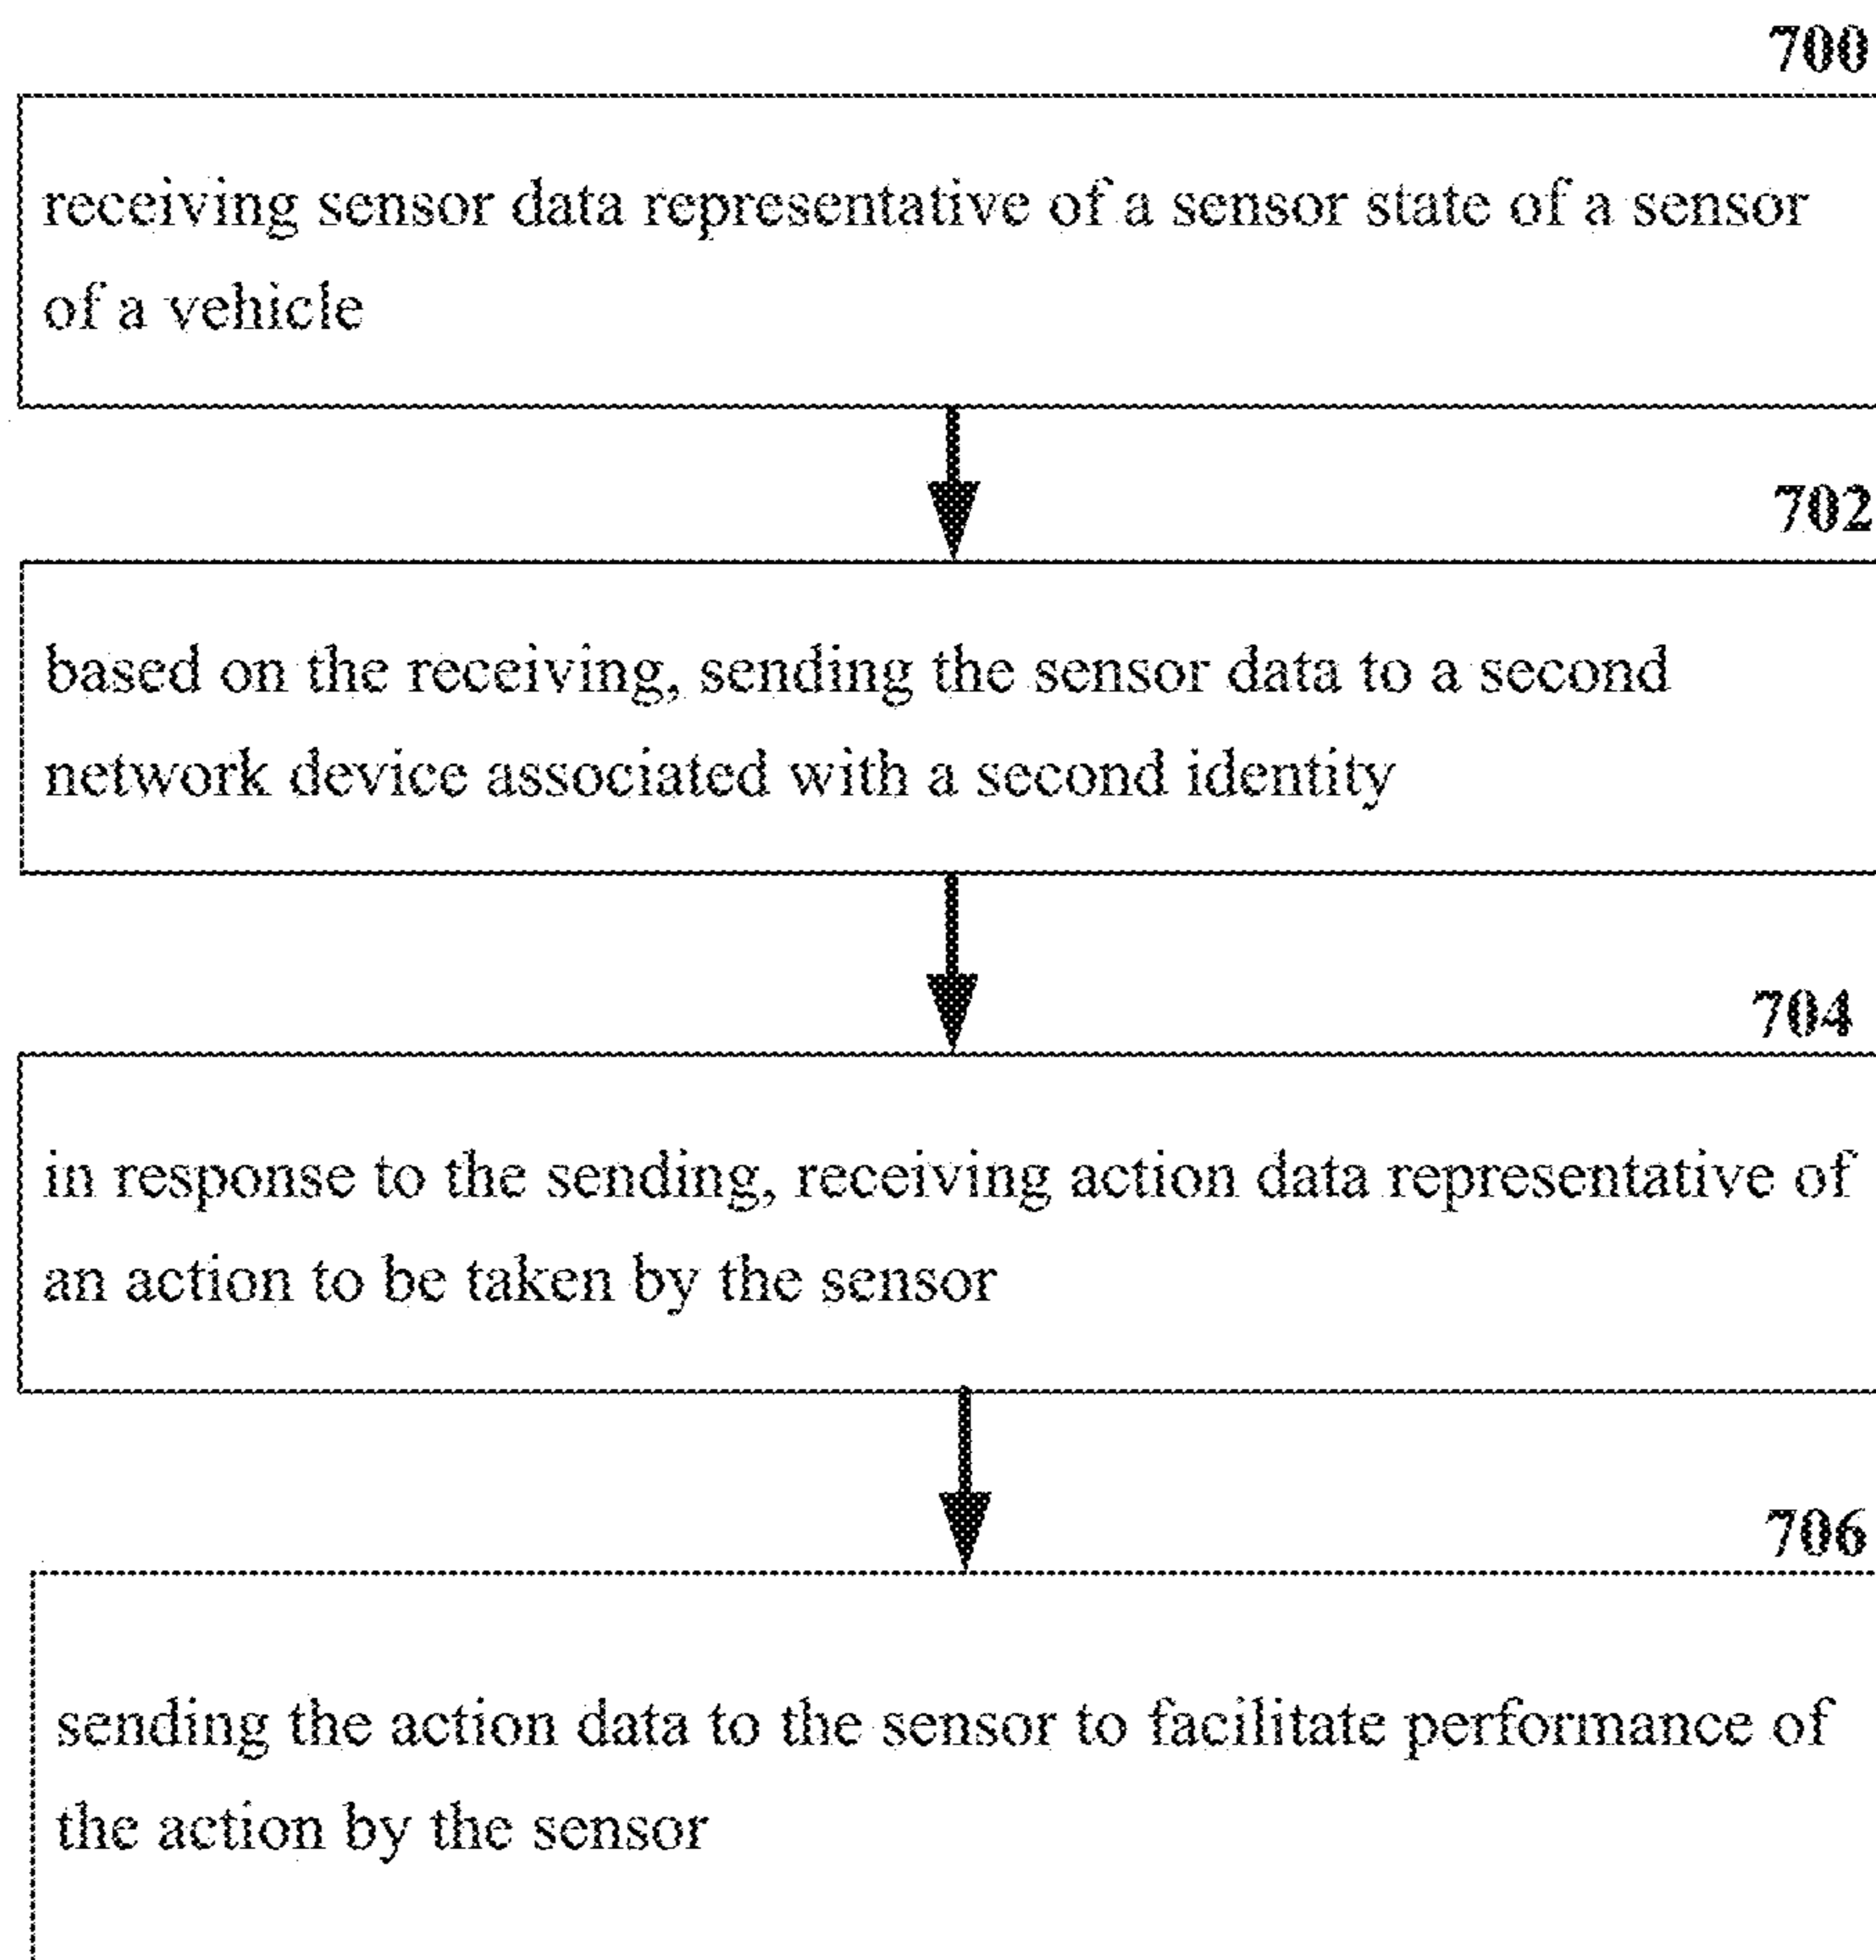 700
receiving sensor data representative of a sensor state of a sensor
of a vehicle
702
based on the receiving, sending the sensor data to a second
network device associated with a second identity
704
in response to the sending, receiving action data representative of
an action to be taken by the sensor
706
sending the action data to the sensor to facilitate performance of
the action by the sensor